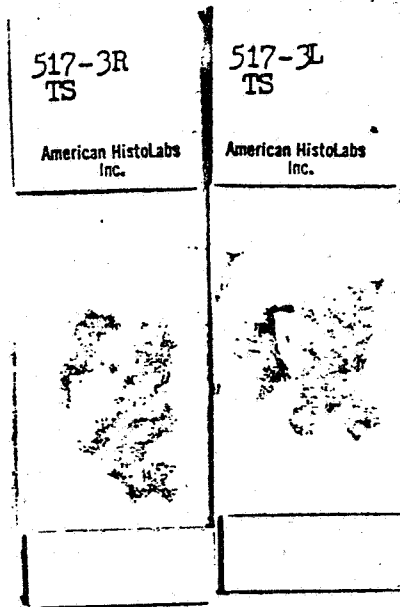 517-3R
TS
American HistoLabs
Inc.
517-3L
TS
American HistoLabs
Inc.